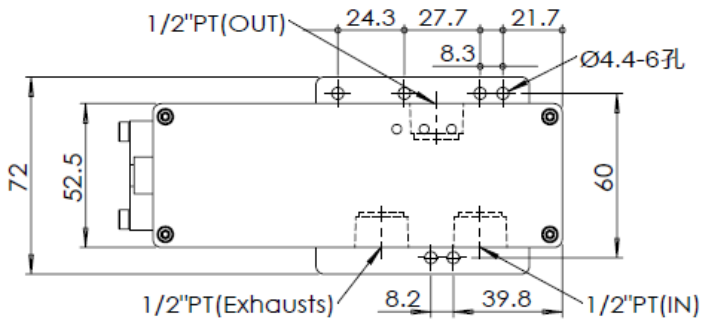 1/2"PT(OUT)
24.3
27.7
21.7
8.3
Ø4.4-6孔
72
52.5
60
1/2"PT(Exhausts)
8.2
39.8
1/2"PT(IN)